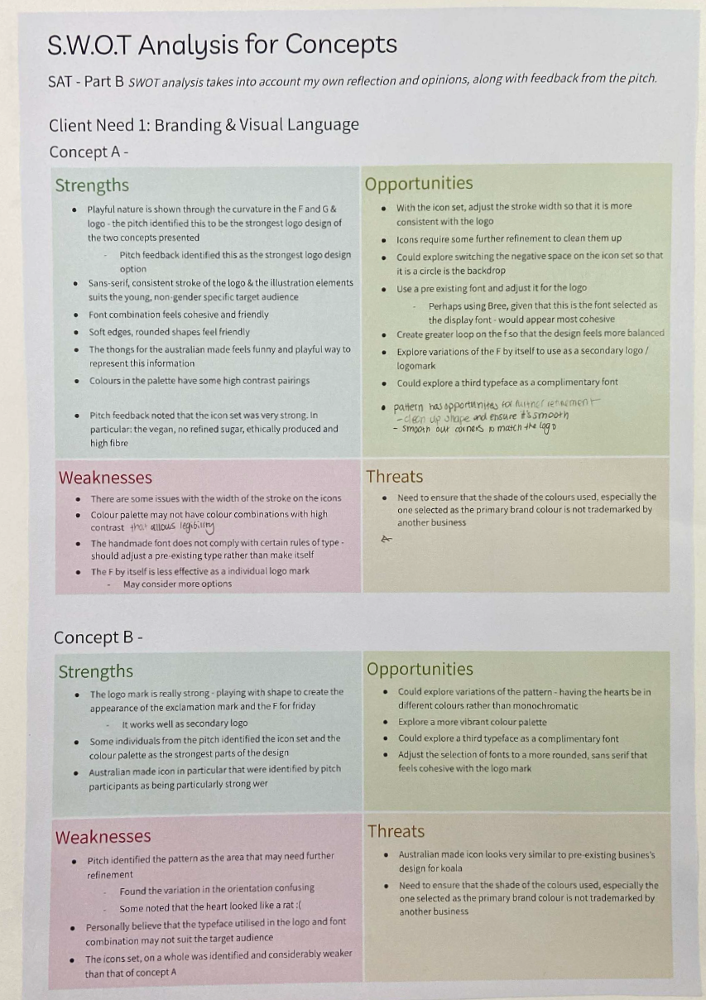 S.W.O.T Analysis for Concepts
SAT - Part B SWOT analysis takes into account my own reflection and opinions, along with feedback from the pitch.
Client Need 1: Branding & Visual Language
Concept A -
Strengths
● Playful nature is shown through the curvature in the F and G &
logo - the pitch identified this to be the strongest logo design of
the two concepts presented
- Pitch feedback identified this as the strongest logo design
option
● Sans-serif, consistent stroke of the logo & the illustration elements
suits the young, non-gender specific target audience
● Font combination feels cohesive and friendly
● Soft edges, rounded shapes feel friendly
● The thongs for the australian made feels funny and playful way to
represent this information
● Colours in the palette have some high contrast pairings
● Pitch feedback noted that the icon set was very strong. In
particular: the vegan, no refined sugar, ethically produced and
high fibre
Opportunities
● With the icon set, adjust the stroke width so that it is more
consistent with the logo
● Icons require some further refinement to clean them up
● Could explore switching the negative space on the icon set so that
it is a circle is the backdrop
● Use a pre existing font and adjust it for the logo
- Perhaps using Bree, given that this is the font selected as
the display font - would appear most cohesive
● Create greater loop on the f so that the design feels more balanced
● Explore variations of the F by itself to use as a secondary logo /
logomark
● Could explore a third typeface as a complimentary font
● pattern has opportunites for further refinement
- clean up shape and ensure it's smooth
- smooth our corners to match the logo
Weaknesses
● There are some issues with the width of the stroke on the icons
● Colour palette may not have colour combinations with high
contrast that allows legibility
● The handmade font does not comply with certain rules of type -
should adjust a pre-existing type rather than make itself
● The F by itself is less effective as a individual logo mark
- May consider more options
Threats
● Need to ensure that the shade of the colours used, especially the
one selected as the primary brand colour is not trademarked by
another business
Concept B -
Strengths
● The logo mark is really strong - playing with shape to create the
appearance of the exclamation mark and the F for friday
- It works well as secondary logo
● Some individuals from the pitch identified the icon set and the
colour palette as the strongest parts of the design
● Australian made icon in particular that were identified by pitch
participants as being particularly strong wer
Opportunities
● Could explore variations of the pattern - having the hearts be in
different colours rather than monochromatic
● Explore a more vibrant colour palette
● Could explore a third typeface as a complimentary font
● Adjust the selection of fonts to a more rounded, sans serif that
feels cohesive with the logo mark
Weaknesses
● Pitch identified the pattern as the area that may need further
refinement
- Found the variation in the orientation confusing
- Some noted that the heart looked like a rat :(
● Personally believe that the typeface utilised in the logo and font
combination may not suit the target audience
● The icons set, on a whole was identified and considerably weaker
than that of concept A
Threats
● Australian made icon looks very similar to pre-existing busines's
design for koala
● Need to ensure that the shade of the colours used, especially the
one selected as the primary brand colour is not trademarked by
another business